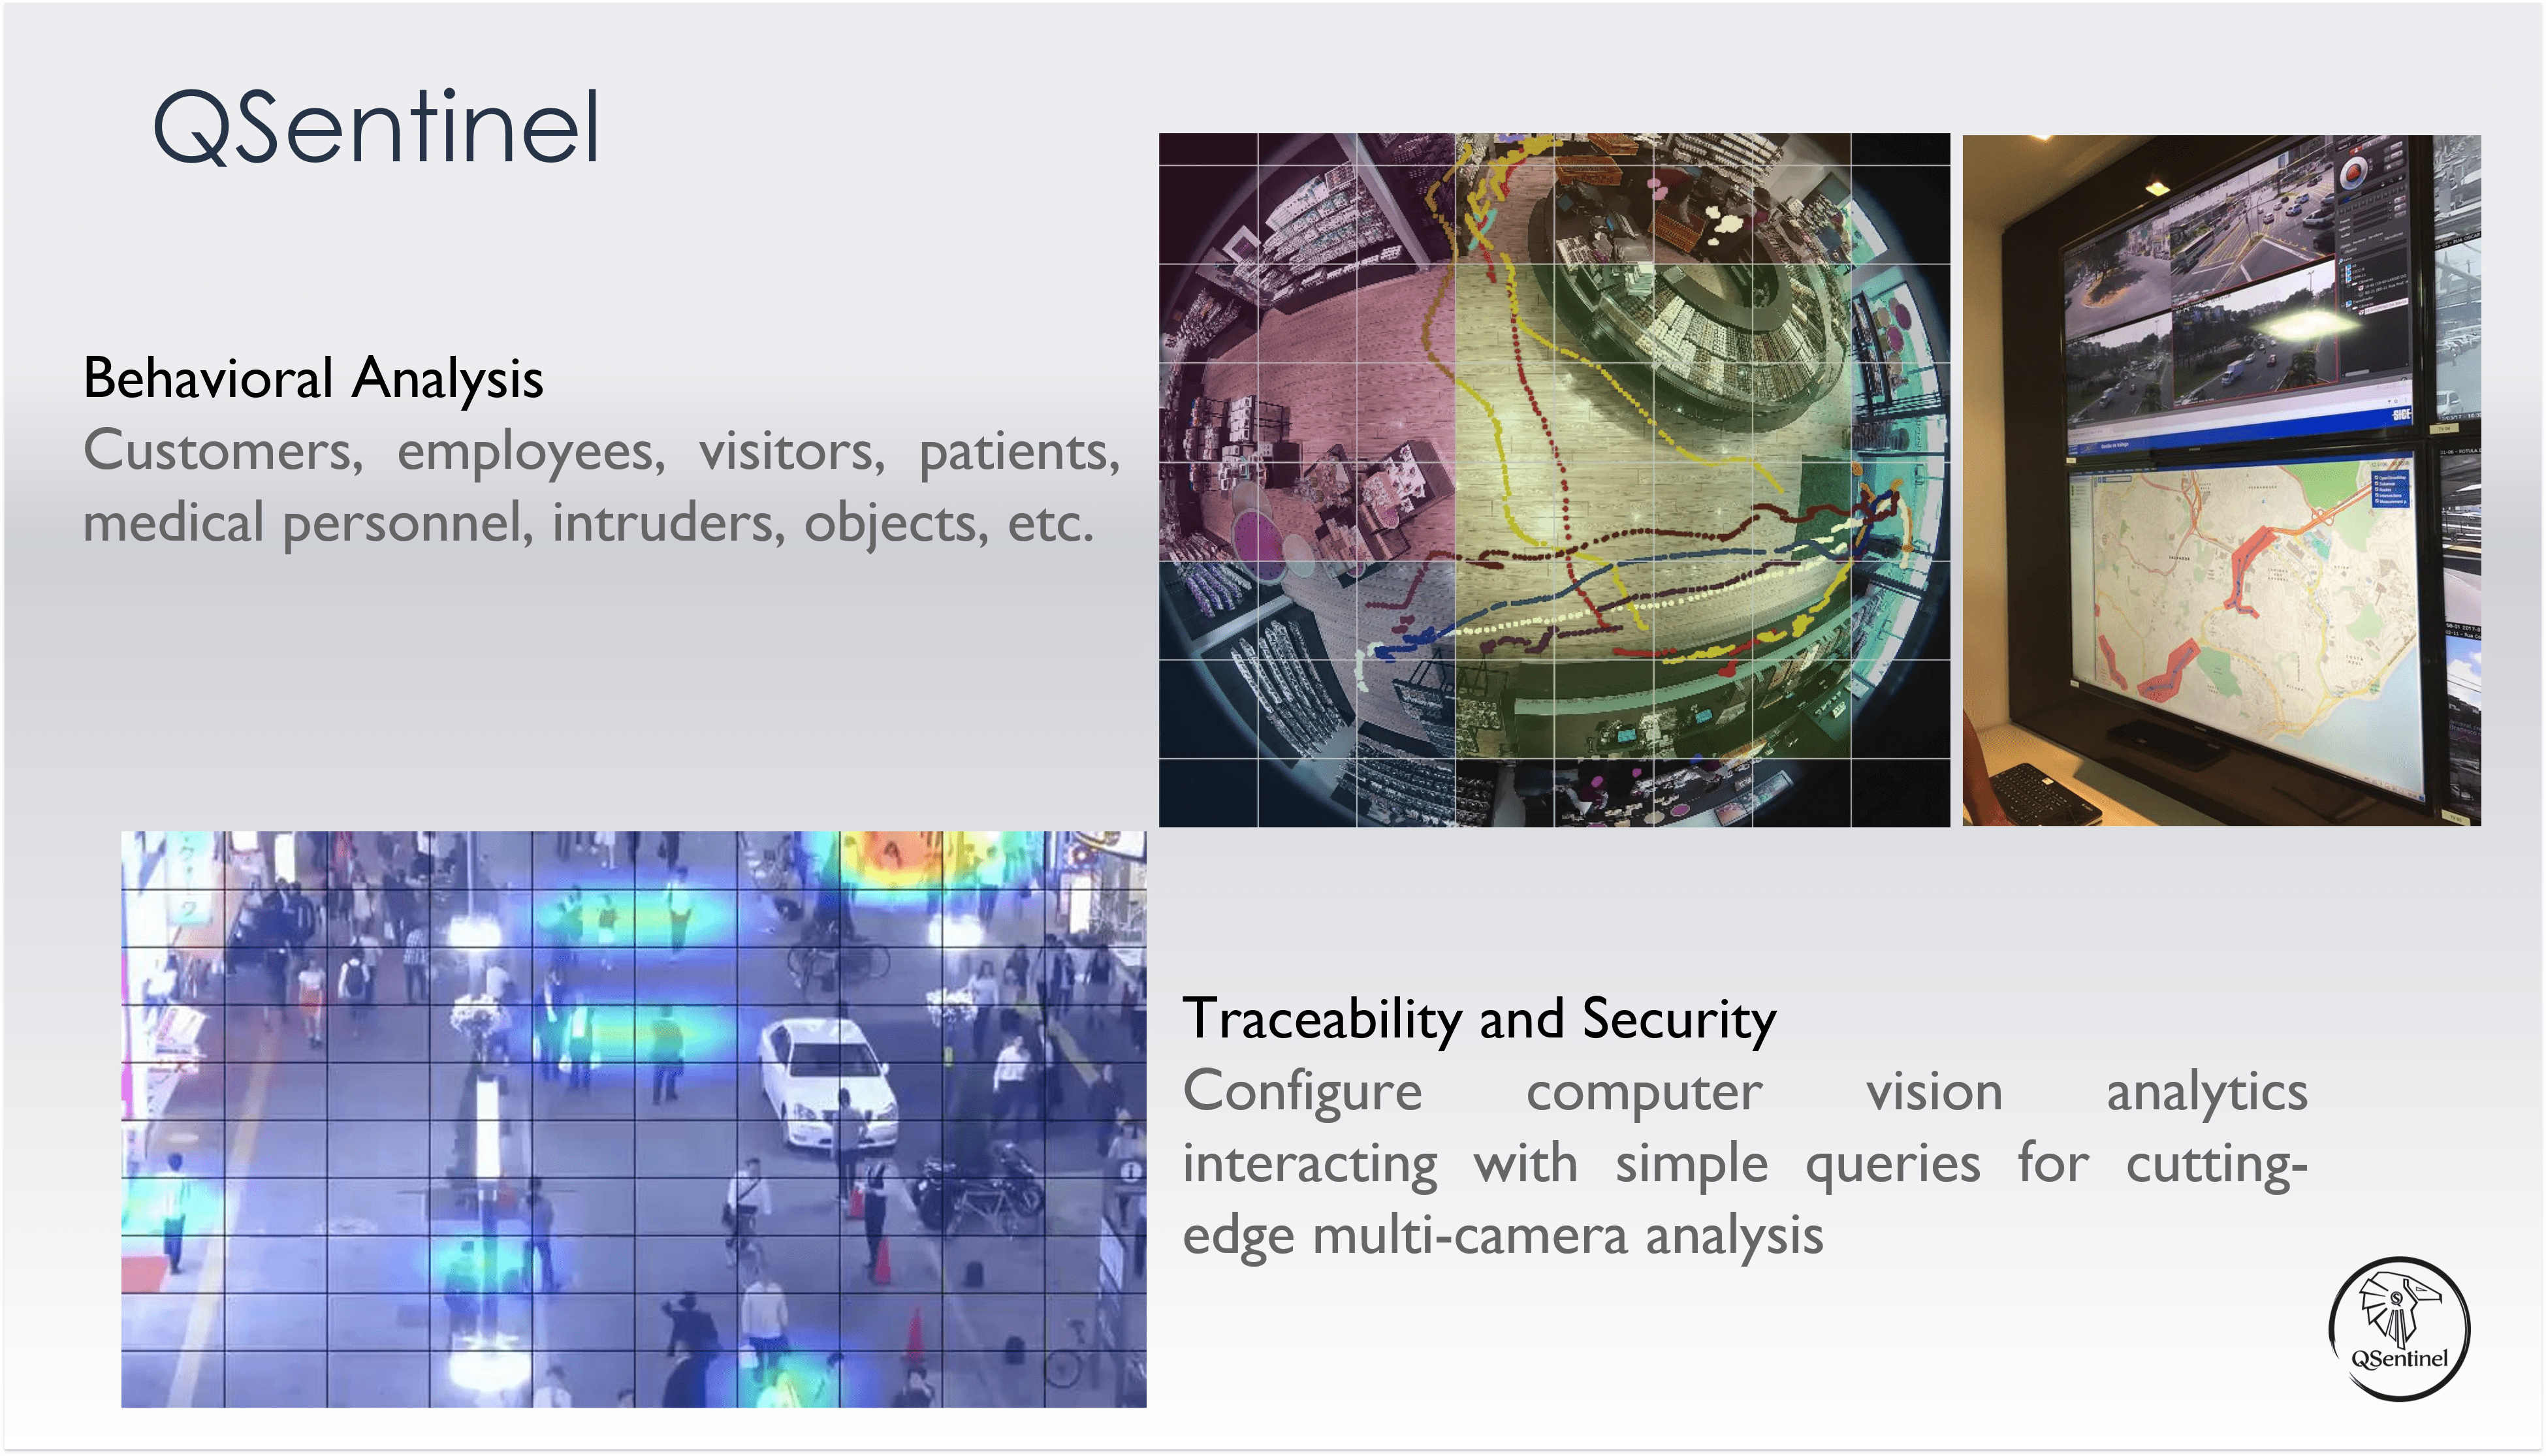 QSentinel
Behavioral Analysis
Customers, employees, visitors, patients,
medical personnel, intruders, objects, etc.
SICE
Traceability and Security
Configure computer vision analytics
interacting with simple queries for cutting-
edge multi-camera analysis
QSentinel